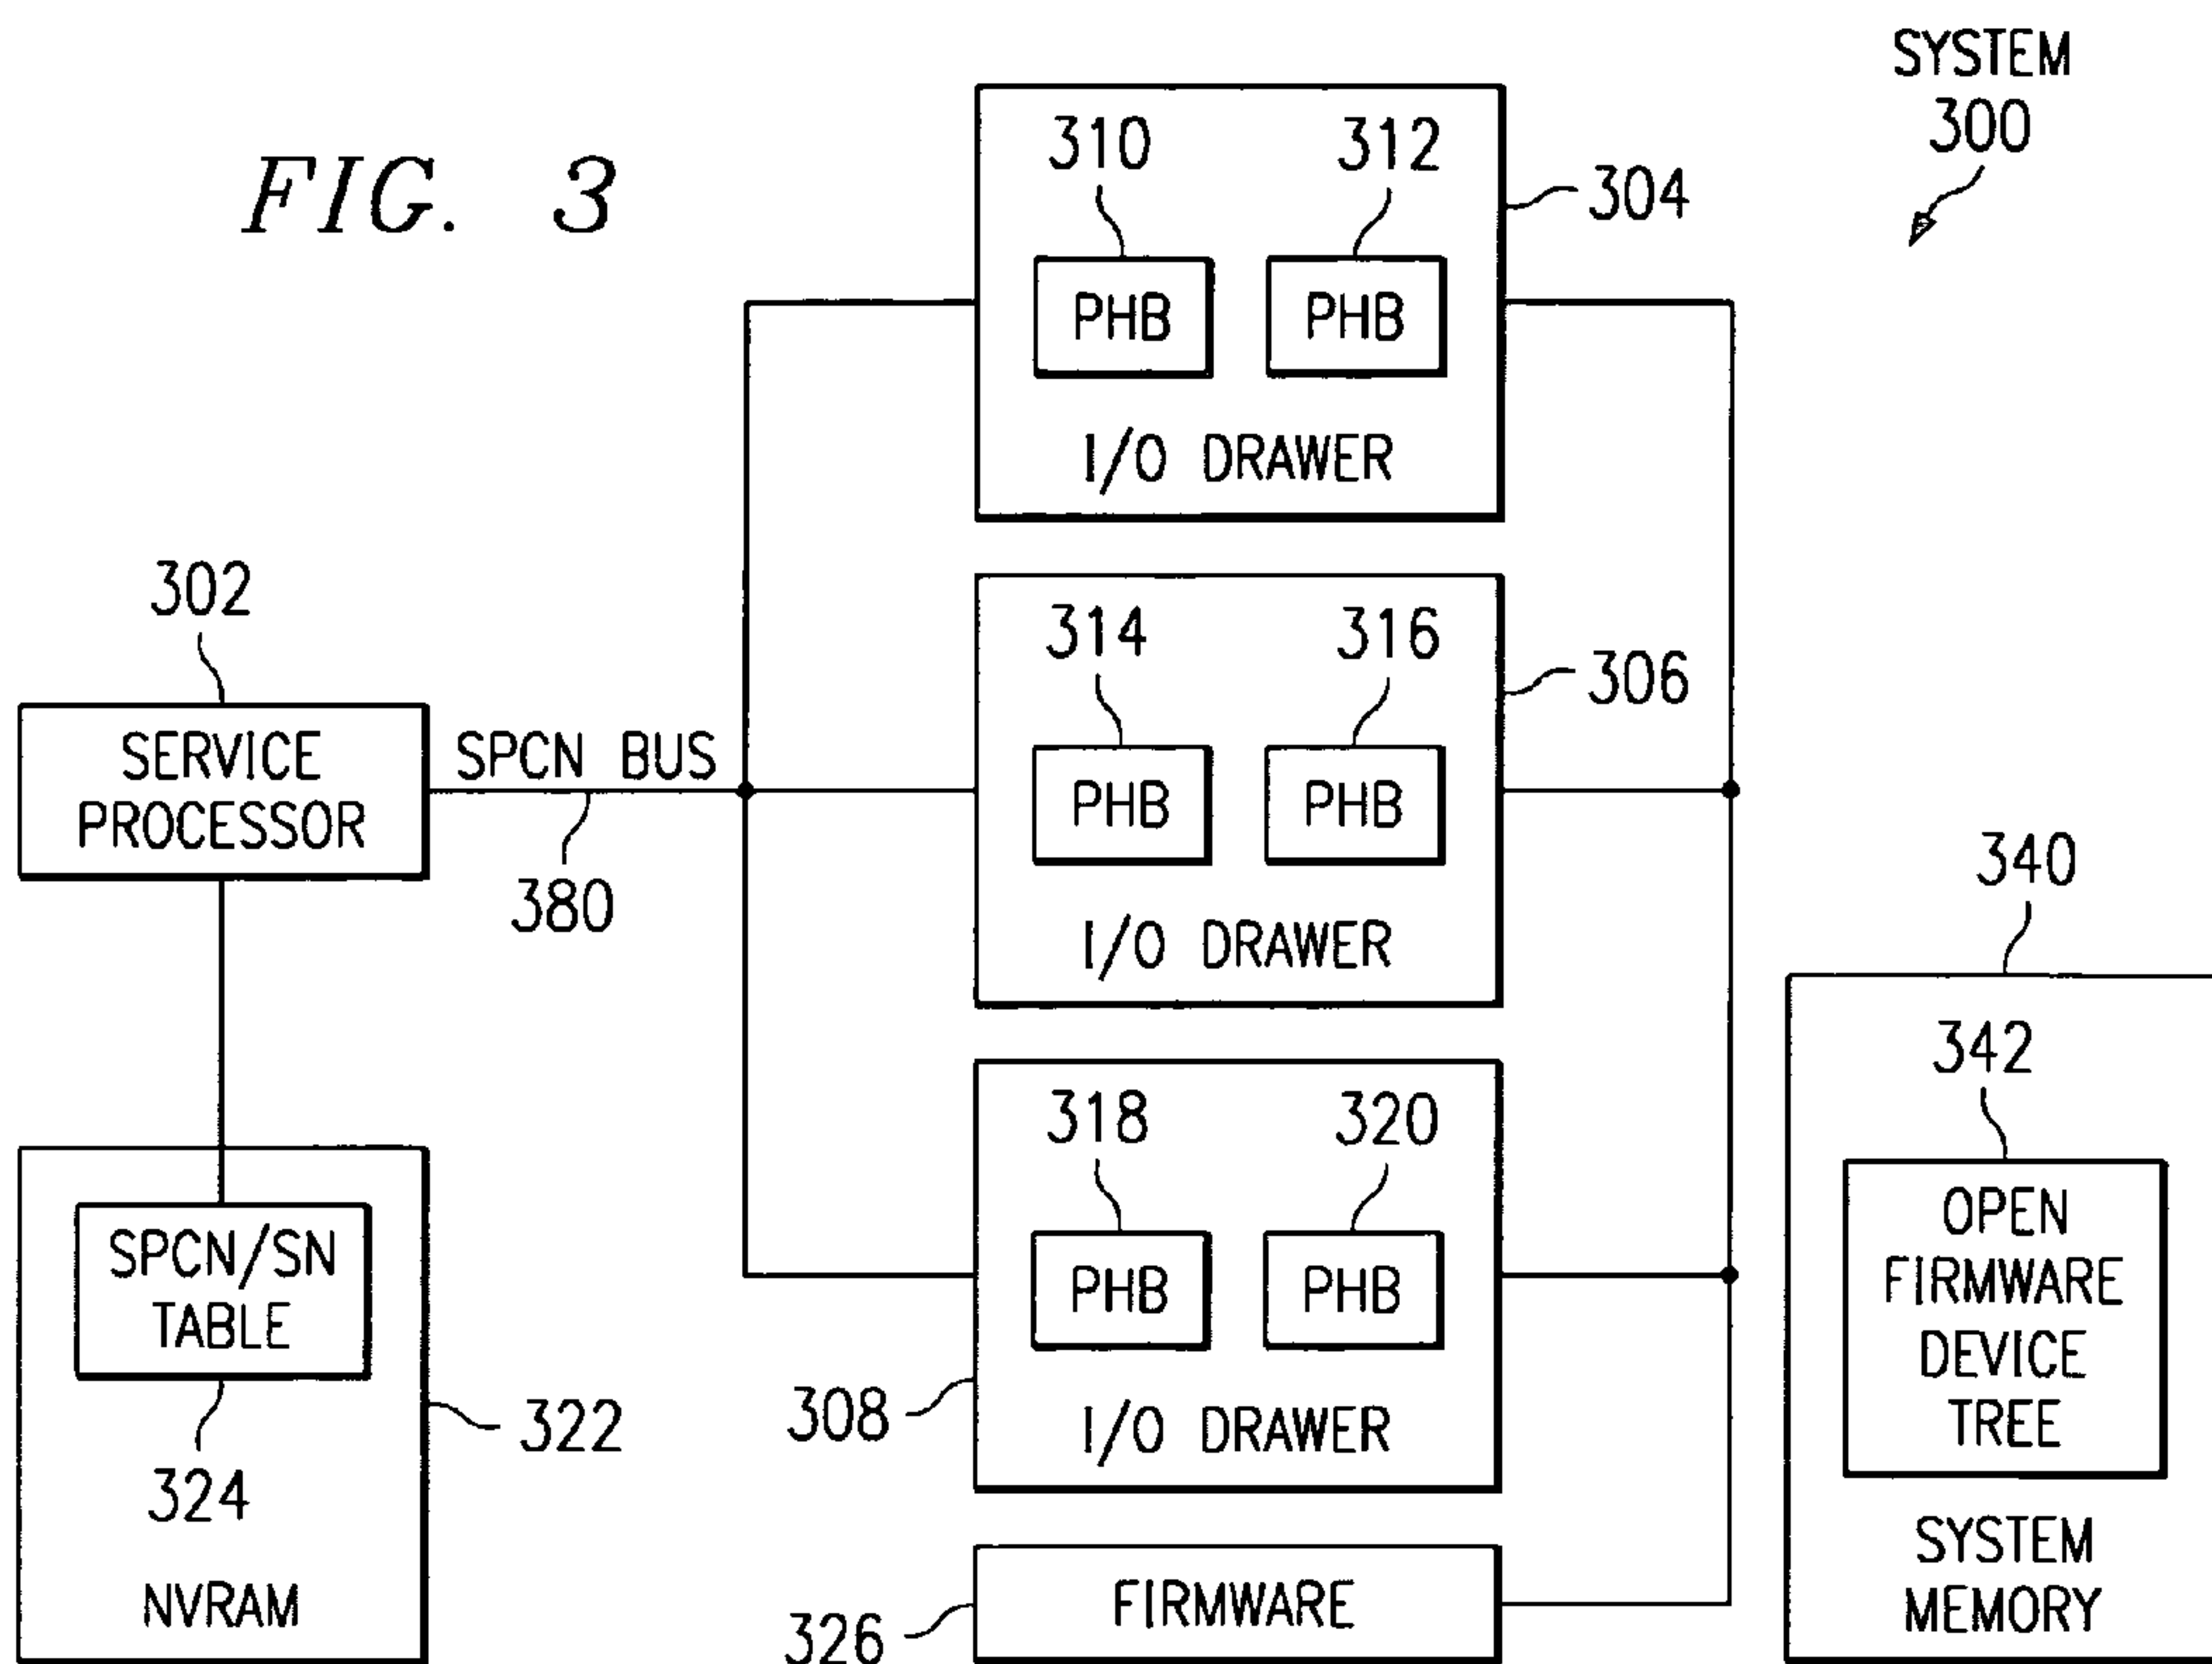 FIG. 3
SYSTEM
300
310
312
304
PHB
PHB
I/O DRAWER
302
SERVICE
PROCESSOR
SPCN BUS
380
314
316
306
PHB
PHB
I/O DRAWER
318
320
PHB
PHB
308
I/O DRAWER
SPCN/SN
TABLE
322
324
NVRAM
326
FIRMWARE
340
342
OPEN
FIRMWARE
DEVICE
TREE
SYSTEM
MEMORY